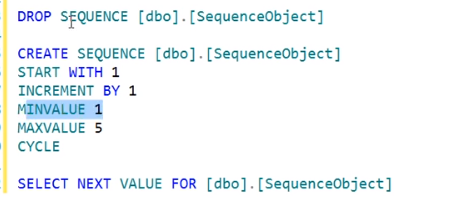 DROP SEQUENCE [dbo].[SequenceObject]
CREATE SEQUENCE [dbo].[SequenceObject]
START WITH 1
INCREMENT BY 1
MINVALUE 1
MAXVALUE 5
CYCLE
SELECT NEXT VALUE FOR [dbo].[SequenceObject]